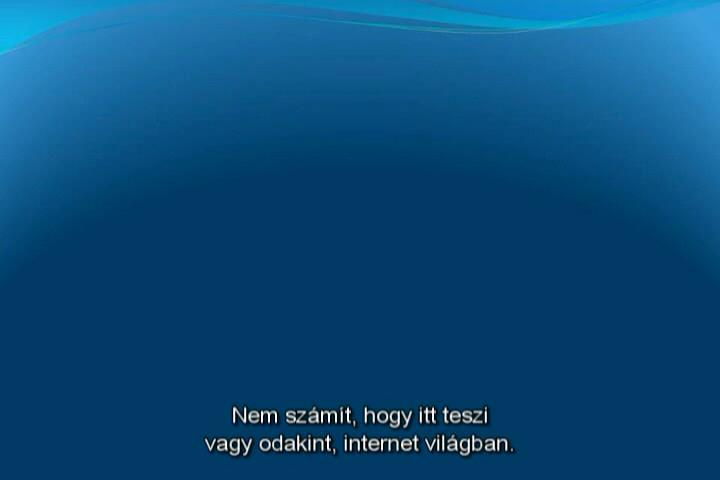 Nem számít, hogy itt teszi
vagy odakint, internet világban.